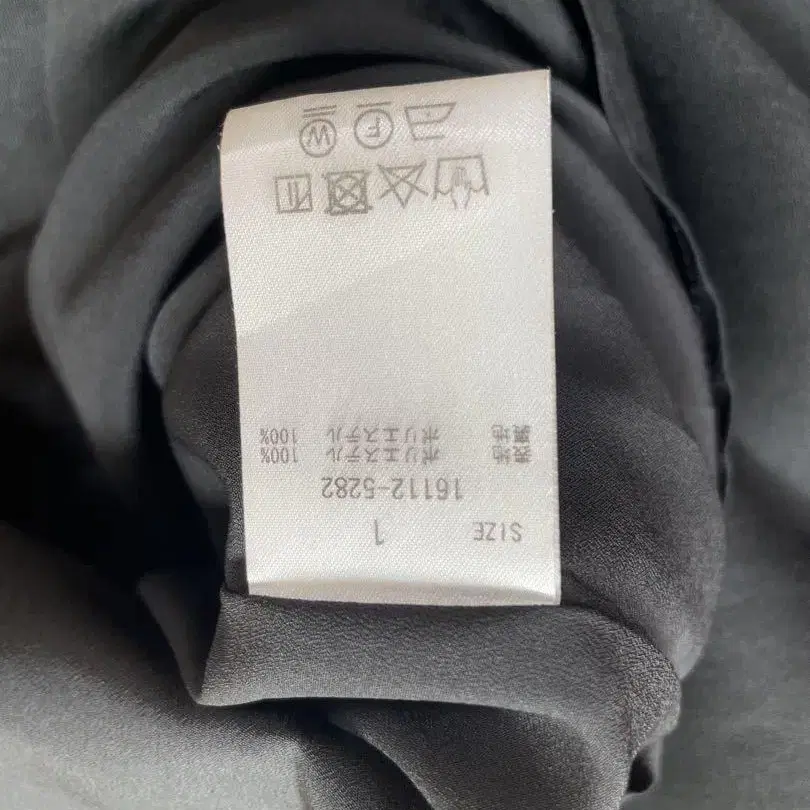 SIZE 1
16112-5282
表地 ポリエステル 100%
裏地 ポリエステル 100%
F W